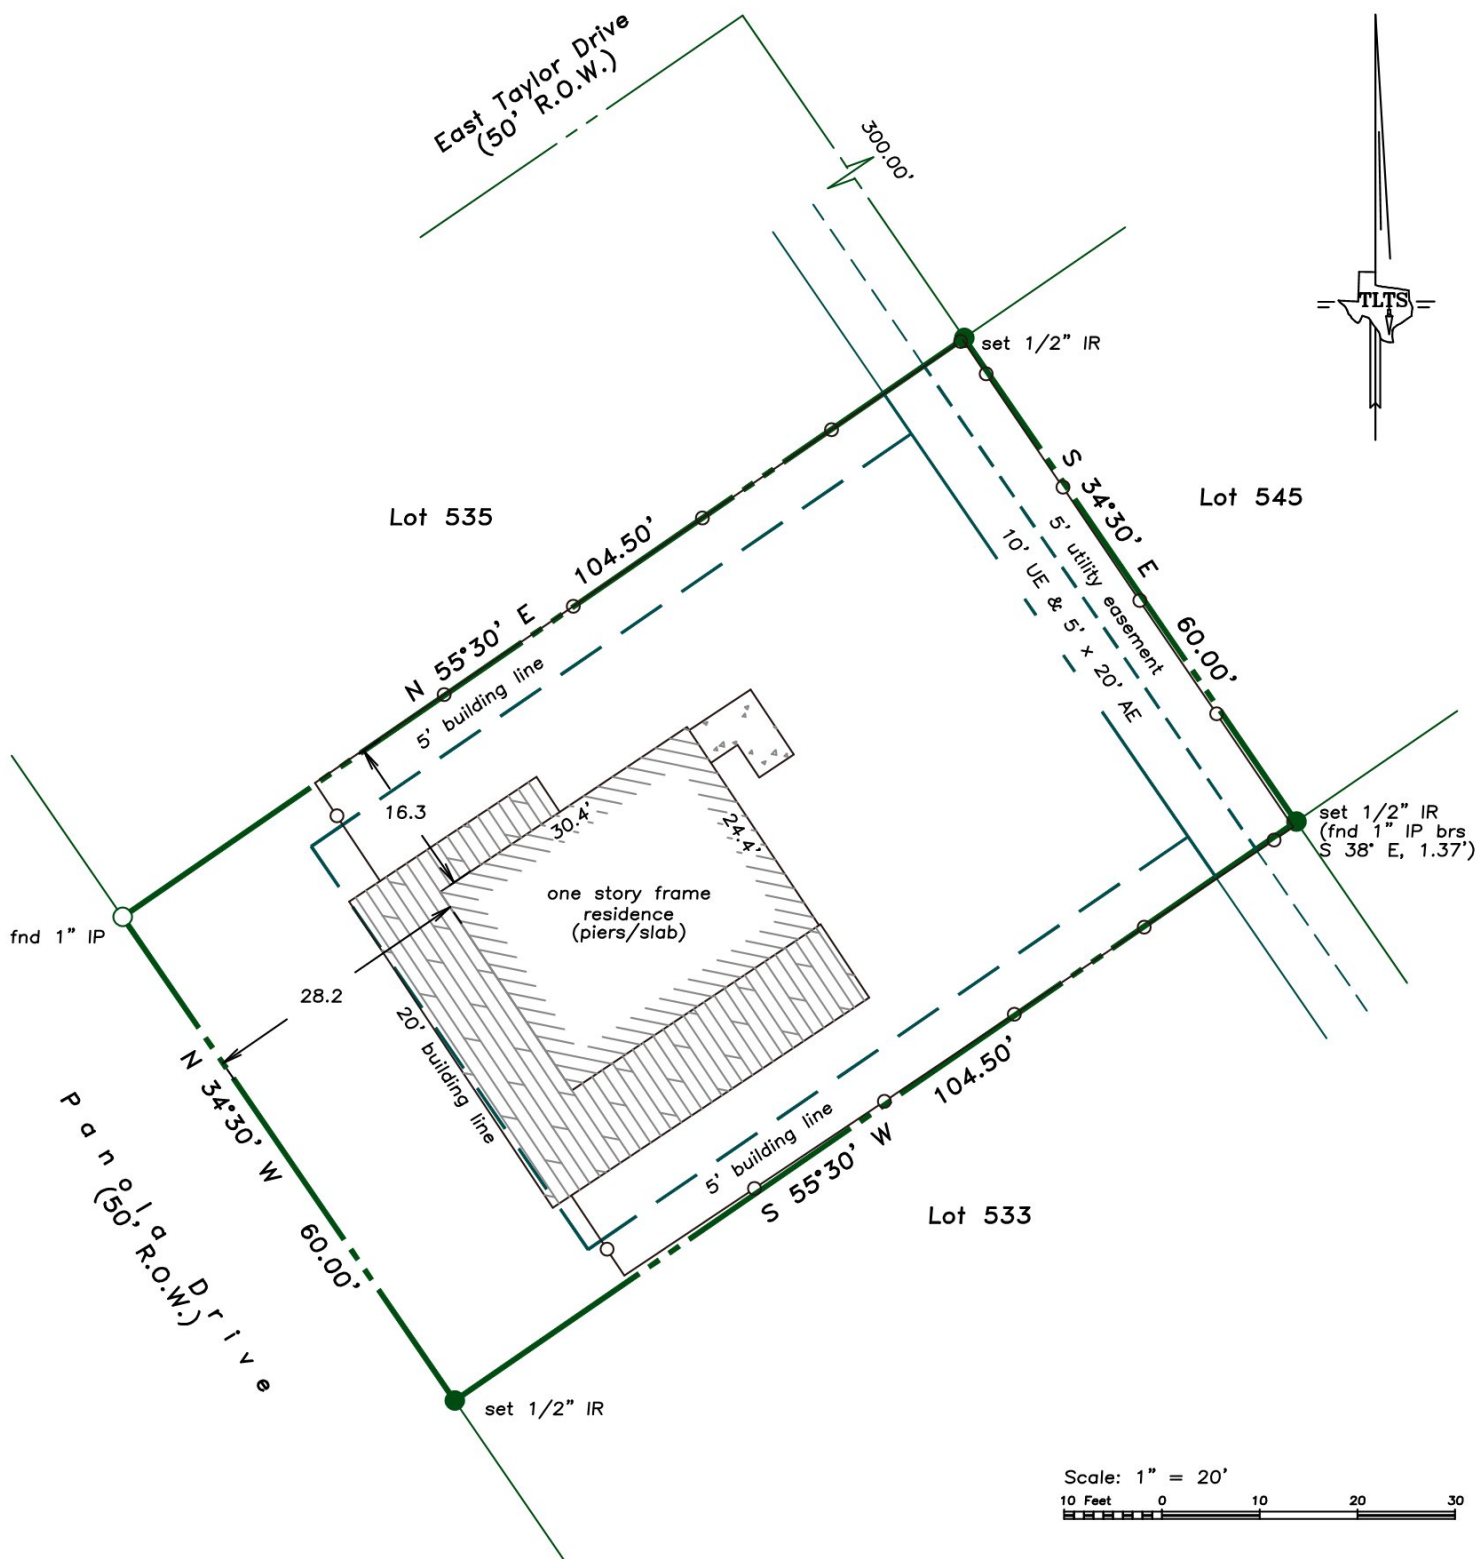 East Taylor Drive
(50' R.O.W.)
300.00'
TLTS
set 1/2" IR
Lot 535
Lot 545
N 55°30' E 104.50'
5' building line
S 34°30' E 60.00'
5' utility easement
10' UE & 5' x 20' AE
16.3
30.4'
24.4'
one story frame
residence
(piers/slab)
set 1/2" IR
(fnd 1" IP brs
S 38° E, 1.37')
fnd 1" IP
28.2
20' building line
N 34°30' W 60.00'
Panola Drive
(50' R.O.W.)
5' building line
S 55°30' W 104.50'
Lot 533
set 1/2" IR
Scale: 1" = 20'
10 Feet 0 10 20 30